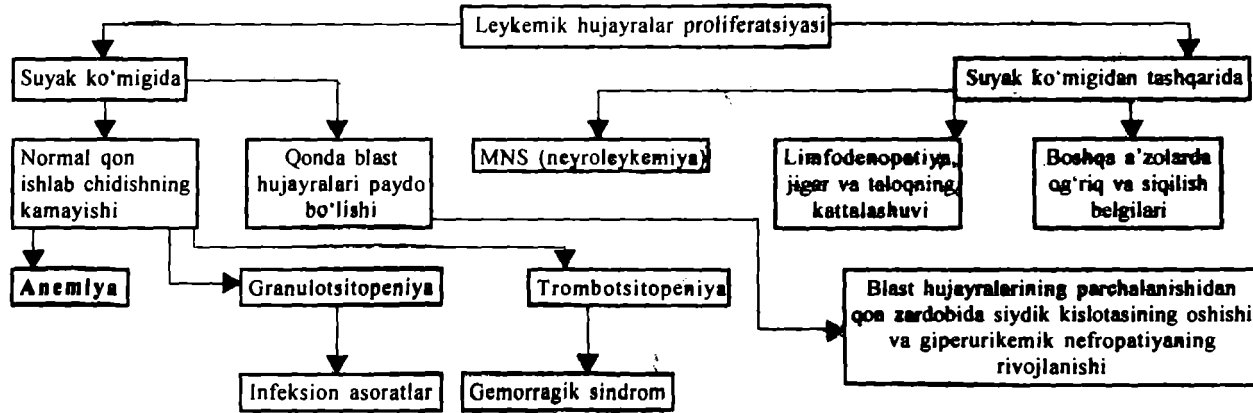 Leykemik hujayralar proliferatsiyasi
Suyak ko‘migida
Suyak ko‘migidan tashqarida
Normal qon
ishlab chidishning
kamayishi
Qonda blast
hujayralari paydo
bo‘lishi
MNS (neyroleykemiya)
Limfodenopatiya,
jigar va taloqning
kattalashuvi
Boshqa a’zolarda
og‘riq va siqilish
belgilari
Anemiya
Granulotsitopeniya
Trombotsitopeniya
Blast hujayralarining parchalanishidan
qon zardobida siydik kislotasining oshishi
va giperurikemik nefropatiyaning
rivojlanishi
Infeksion asoratlar
Gemorragik sindrom